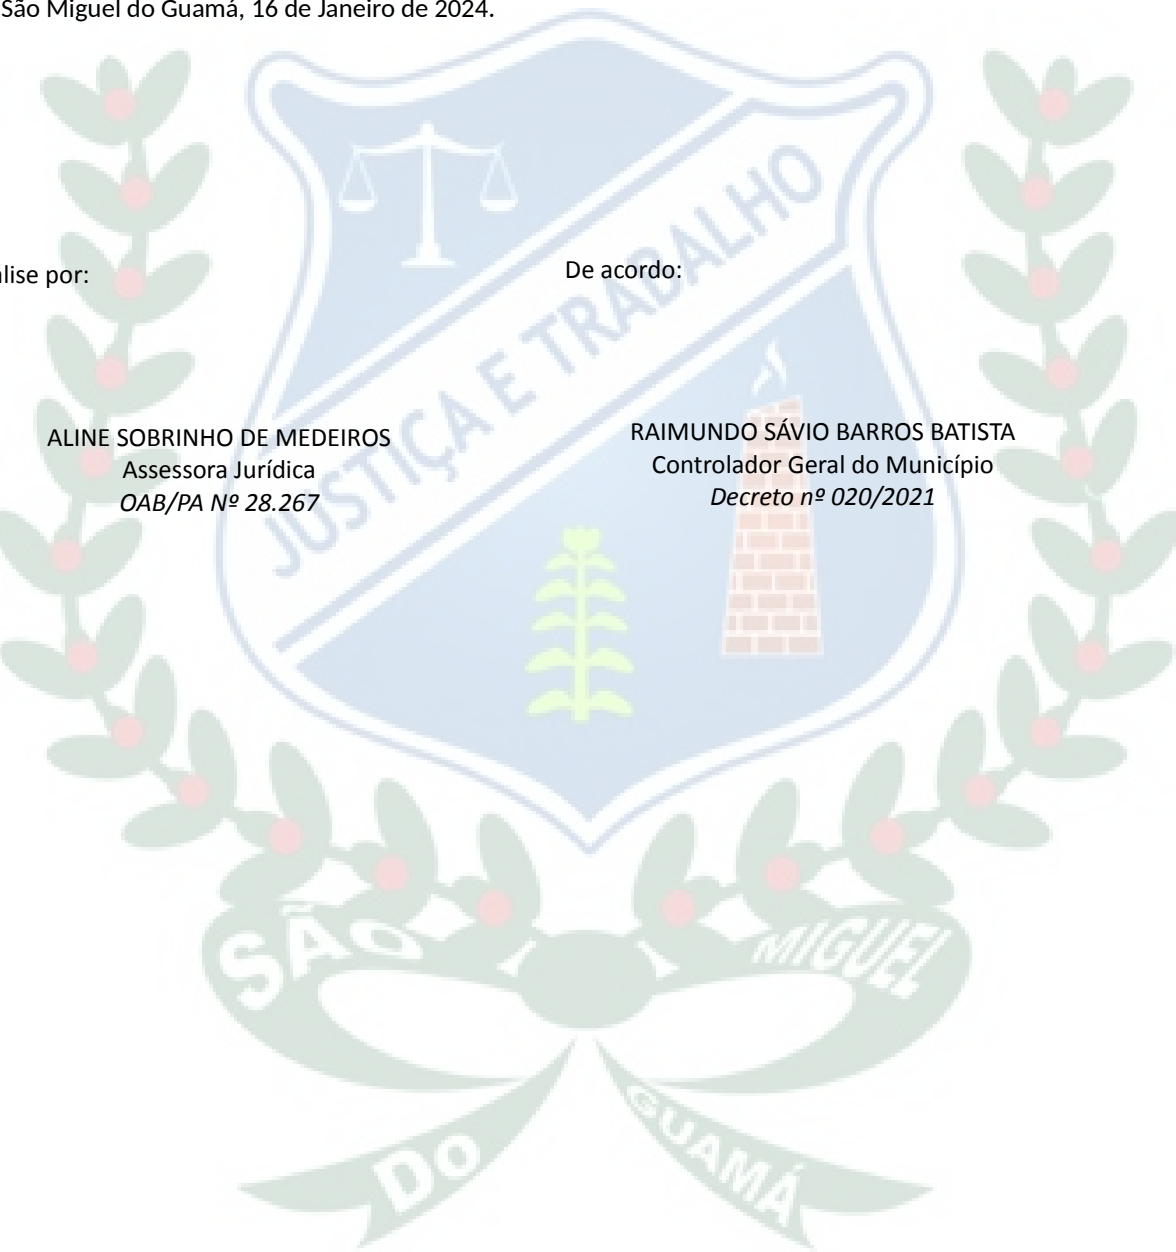 São Miguel do Guamá, 16 de Janeiro de 2024.
lise por:
De acordo:
ALINE SOBRINHO DE MEDEIROS
Assessora Jurídica
OAB/PA Nº 28.267
RAIMUNDO SÁVIO BARROS BATISTA
Controlador Geral do Município
Decreto nº 020/2021
JUSTIÇA E TRABALHO
SÃO MIGUEL
DO GUAMÁ